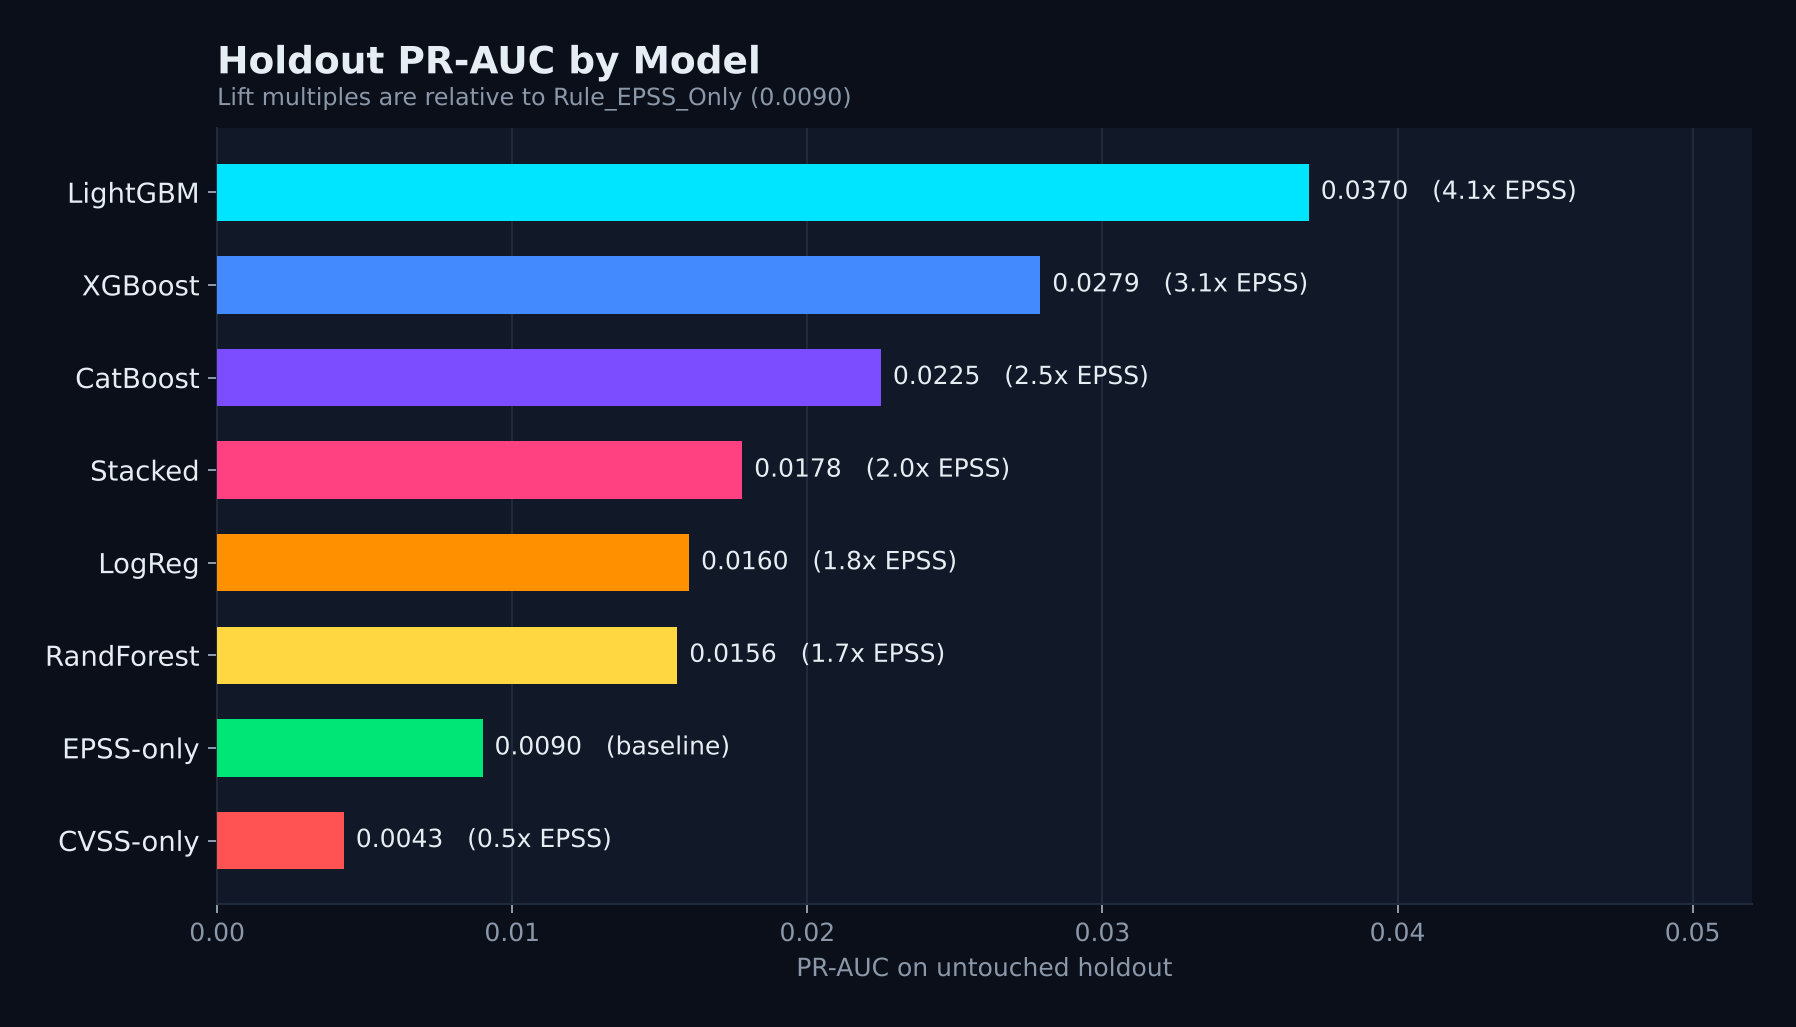 Holdout PR-AUC by Model
Lift multiples are relative to Rule_EPSS_Only (0.0090)
LightGBM 0.0370 (4.1x EPSS)
XGBoost 0.0279 (3.1x EPSS)
CatBoost 0.0225 (2.5x EPSS)
Stacked 0.0178 (2.0x EPSS)
LogReg 0.0160 (1.8x EPSS)
RandForest 0.0156 (1.7x EPSS)
EPSS-only 0.0090 (baseline)
CVSS-only 0.0043 (0.5x EPSS)
0.00 0.01 0.02 0.03 0.04 0.05
PR-AUC on untouched holdout